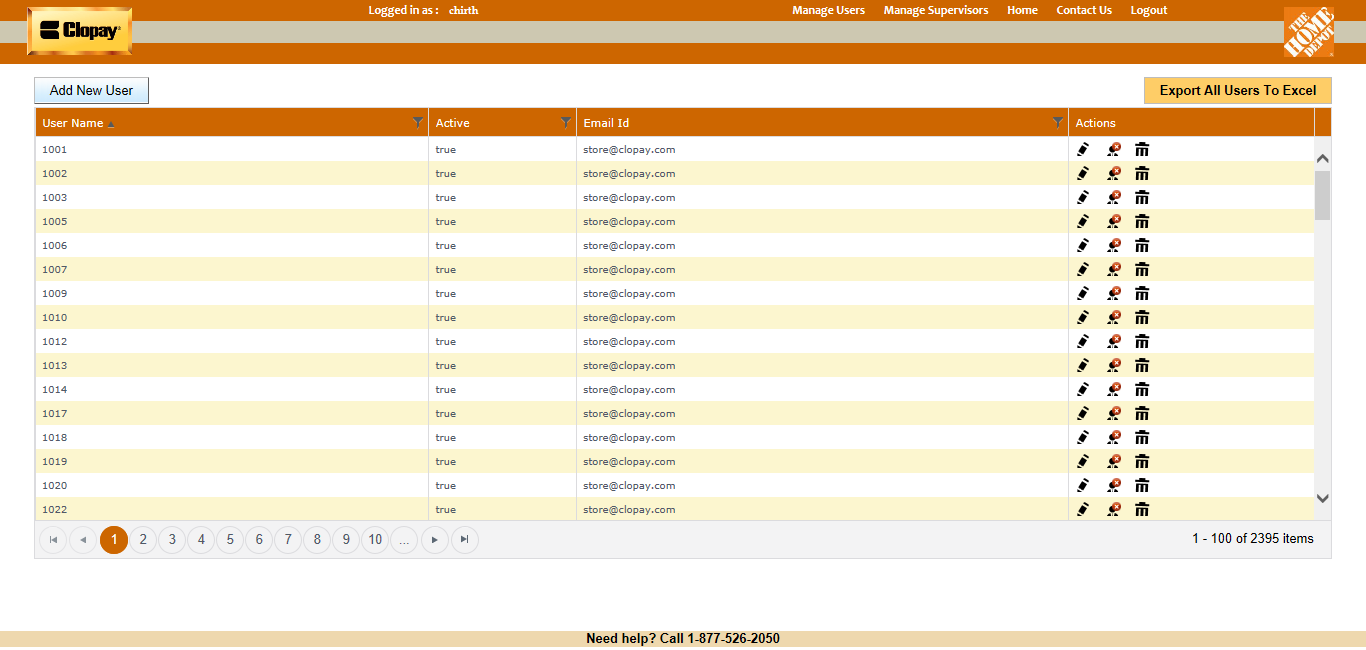 Logged in as : chirth
Manage Users Manage Supervisors Home Contact Us Logout
Clopay
THE HOME DEPOT
Add New User
Export All Users To Excel
User Name Active Email Id Actions
1001 true store@clopay.com
1002 true store@clopay.com
1003 true store@clopay.com
1005 true store@clopay.com
1006 true store@clopay.com
1007 true store@clopay.com
1009 true store@clopay.com
1010 true store@clopay.com
1012 true store@clopay.com
1013 true store@clopay.com
1014 true store@clopay.com
1017 true store@clopay.com
1018 true store@clopay.com
1019 true store@clopay.com
1020 true store@clopay.com
1022 true store@clopay.com
1 2 3 4 5 6 7 8 9 10 ...
1 - 100 of 2395 items
Need help? Call 1-877-526-2050